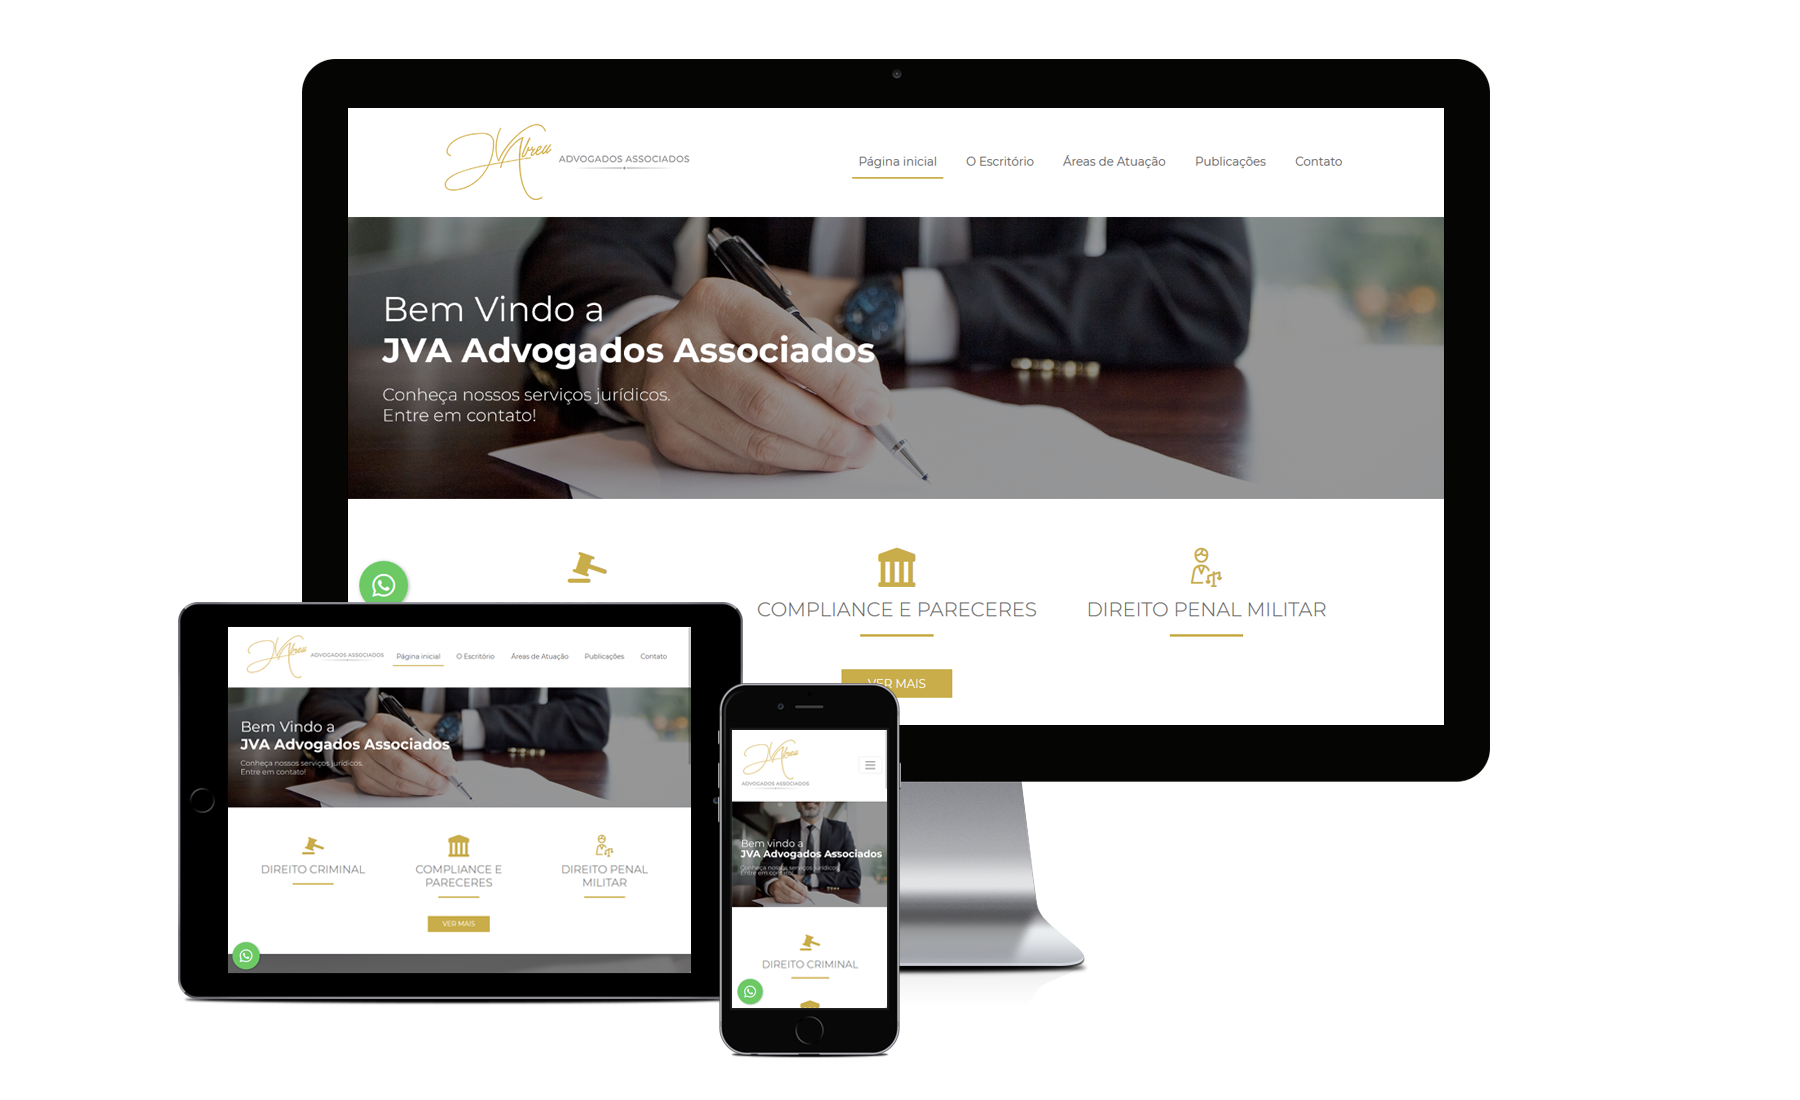 JVAbreu
ADVOGADOS ASSOCIADOS
Página inicial
O Escritório
Áreas de Atuação
Publicações
Contato
Bem Vindo a
JVA Advogados Associados
Conheça nossos serviços jurídicos.
Entre em contato!
COMPLIANCE E PARECERES
DIREITO PENAL MILITAR
VER MAIS
JVAbreu
ADVOGADOS ASSOCIADOS
Página inicial
O Escritório
Áreas de Atuação
Publicações
Contato
Bem Vindo a
JVA Advogados Associados
Conheça nossos serviços jurídicos.
Entre em contato!
DIREITO CRIMINAL
COMPLIANCE E
PARECERES
DIREITO PENAL
MILITAR
VER MAIS
JVAbreu
ADVOGADOS ASSOCIADOS
Bem vindo a
JVA Advogados Associados
Conheça nossos serviços jurídicos.
Entre em contato!
DIREITO CRIMINAL